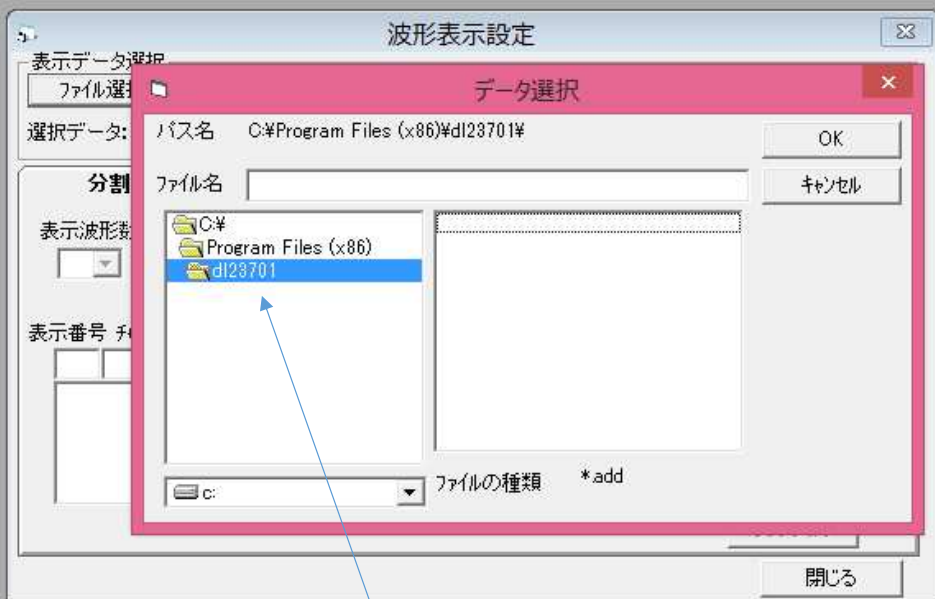 波形表示設定
表示データ選択
ファイル選
データ選択
選択データ:
パス名 C:¥Program Files (x86)¥dl23701¥
OK
分割
ファイル名
キャンセル
表示波形数
C:¥
Program Files (x86)
dl23701
表示番号
c:
ファイルの種類 *.add
閉じる